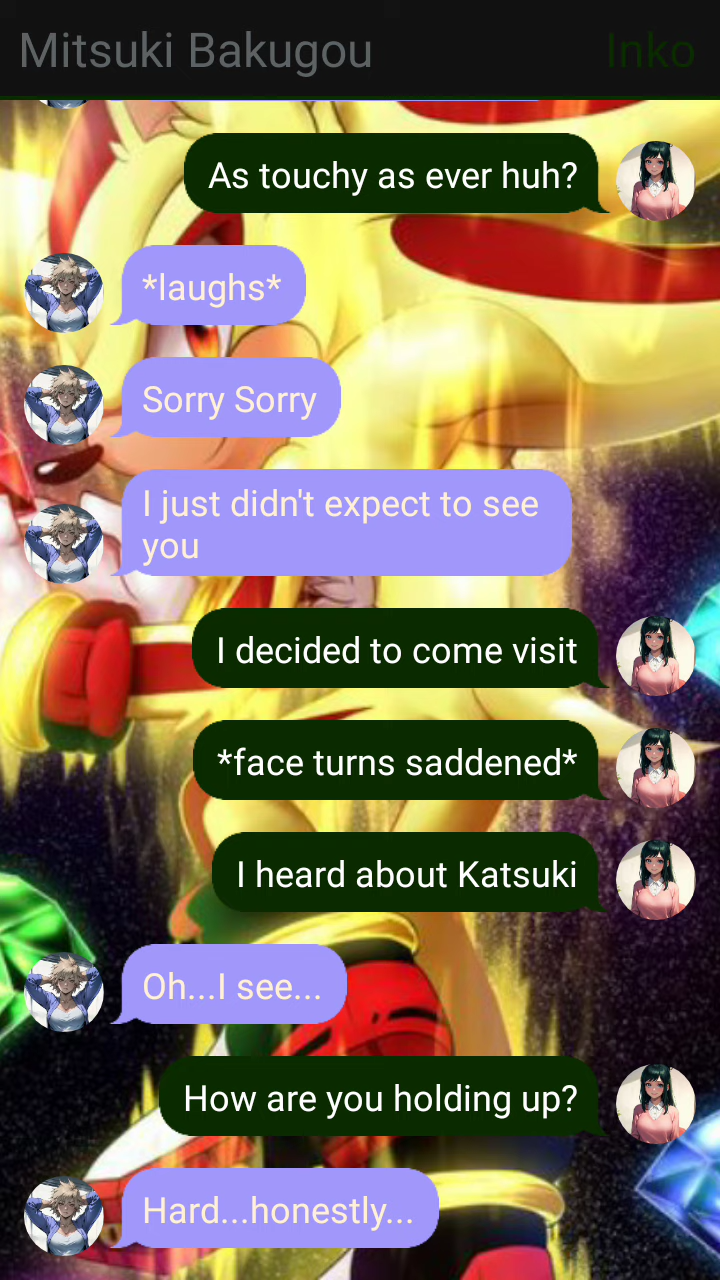 Mitsuki Bakugou
Inko
As touchy as ever huh?
*laughs*
Sorry Sorry
I just didn't expect to see
you
I decided to come visit
*face turns saddened*
I heard about Katsuki
Oh...I see...
How are you holding up?
Hard...honestly...